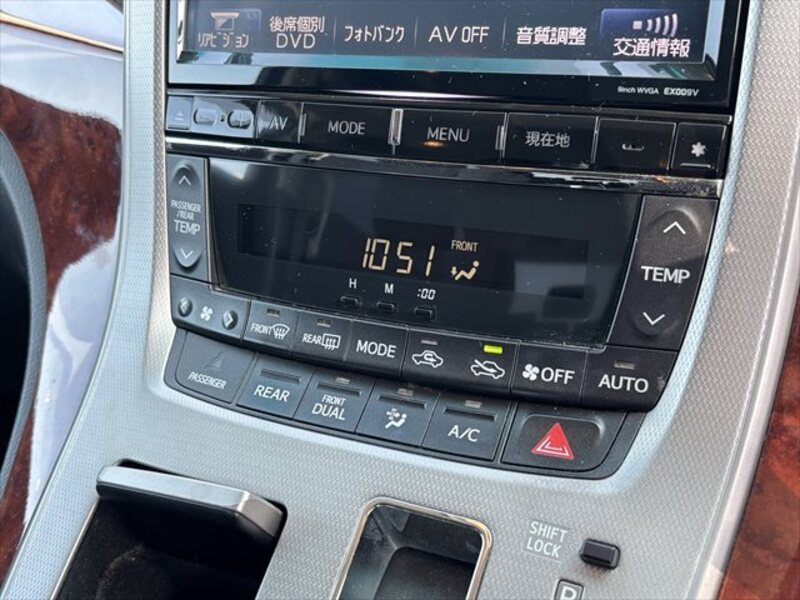 リアビジョン
後席個別
DVD
フォトバンク
AV OFF
音質調整
交通情報
9inch WVGA EX009V
AV
MODE
MENU
現在地
PASSENGER
/REAR
TEMP
1051
FRONT
H
M
:00
TEMP
FRONT
REAR
MODE
OFF
AUTO
PASSENGER
REAR
FRONT
DUAL
A/C
SHIFT
LOCK
P